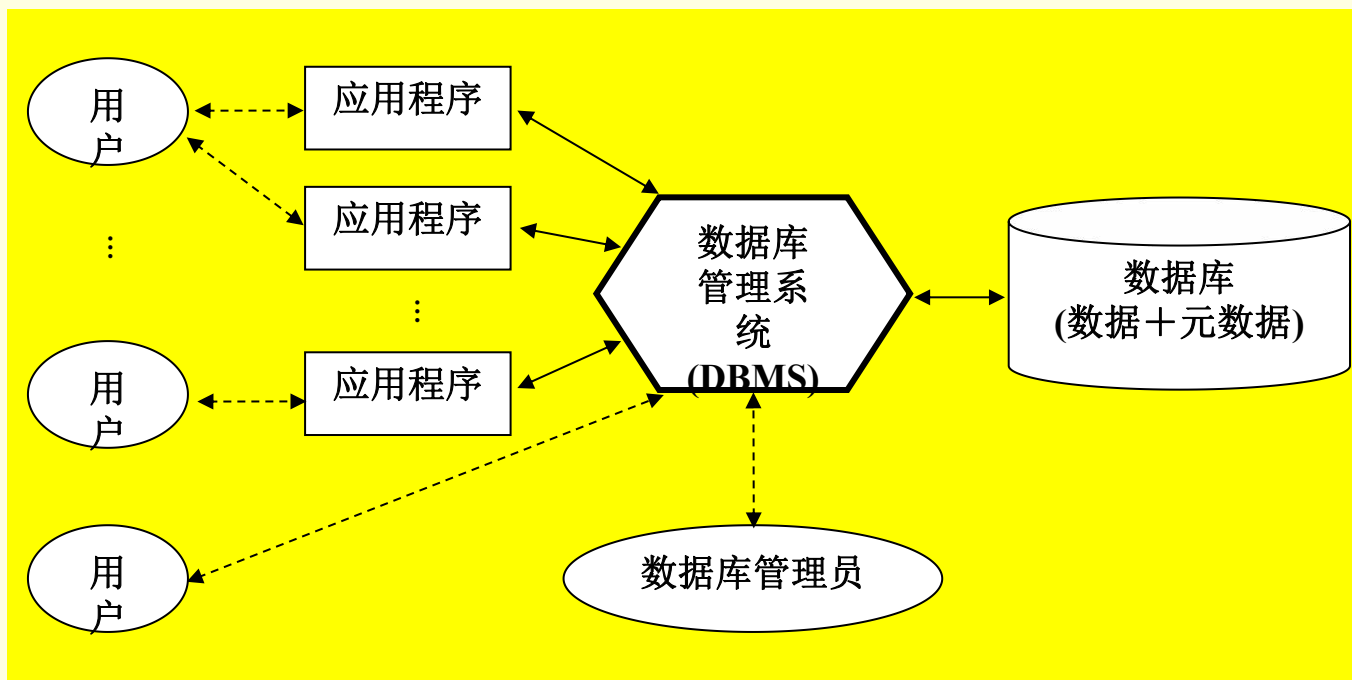 用
户
应用程序
应用程序
…
…
用
户
应用程序
数据库
管理系
统
(DBMS)
数据库
(数据＋元数据)
用
户
数据库管理员